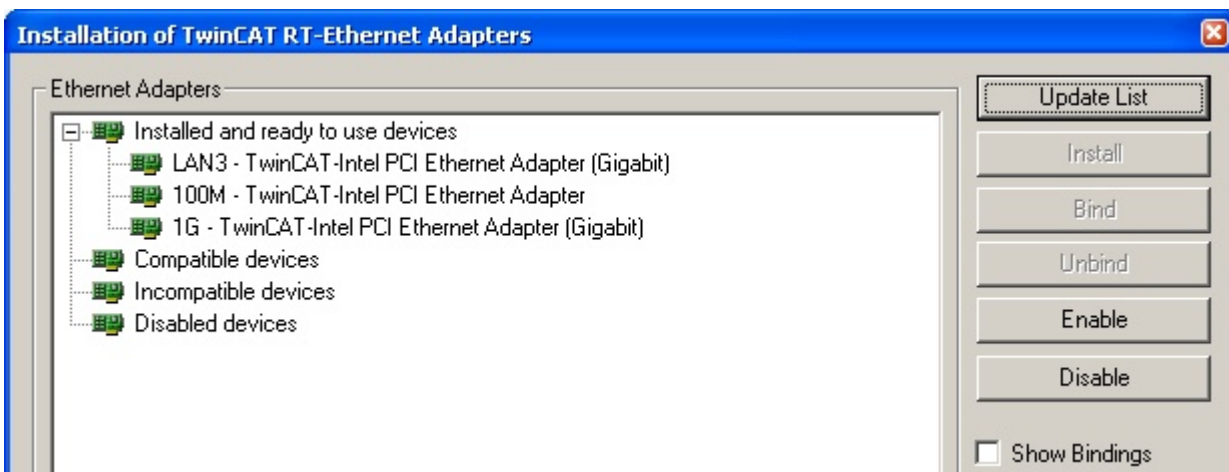 Installation of TwinCAT RT-Ethernet Adapters
Ethernet Adapters
Installed and ready to use devices
LAN3 - TwinCAT-Intel PCI Ethernet Adapter (Gigabit)
100M - TwinCAT-Intel PCI Ethernet Adapter
1G - TwinCAT-Intel PCI Ethernet Adapter (Gigabit)
Compatible devices
Incompatible devices
Disabled devices
Update List
Install
Bind
Unbind
Enable
Disable
Show Bindings